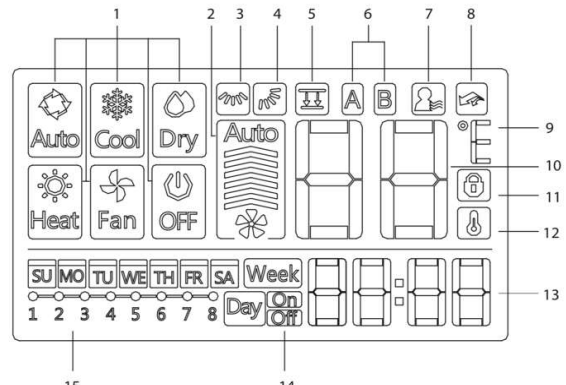 1 2 3 4 5 6 7 8
Auto Cool Dry Auto A B
9
10
Heat Fan OFF
11
12
SU MO TU WE TH FR SA Week
1 2 3 4 5 6 7 8 Day On
Off
13
15 14